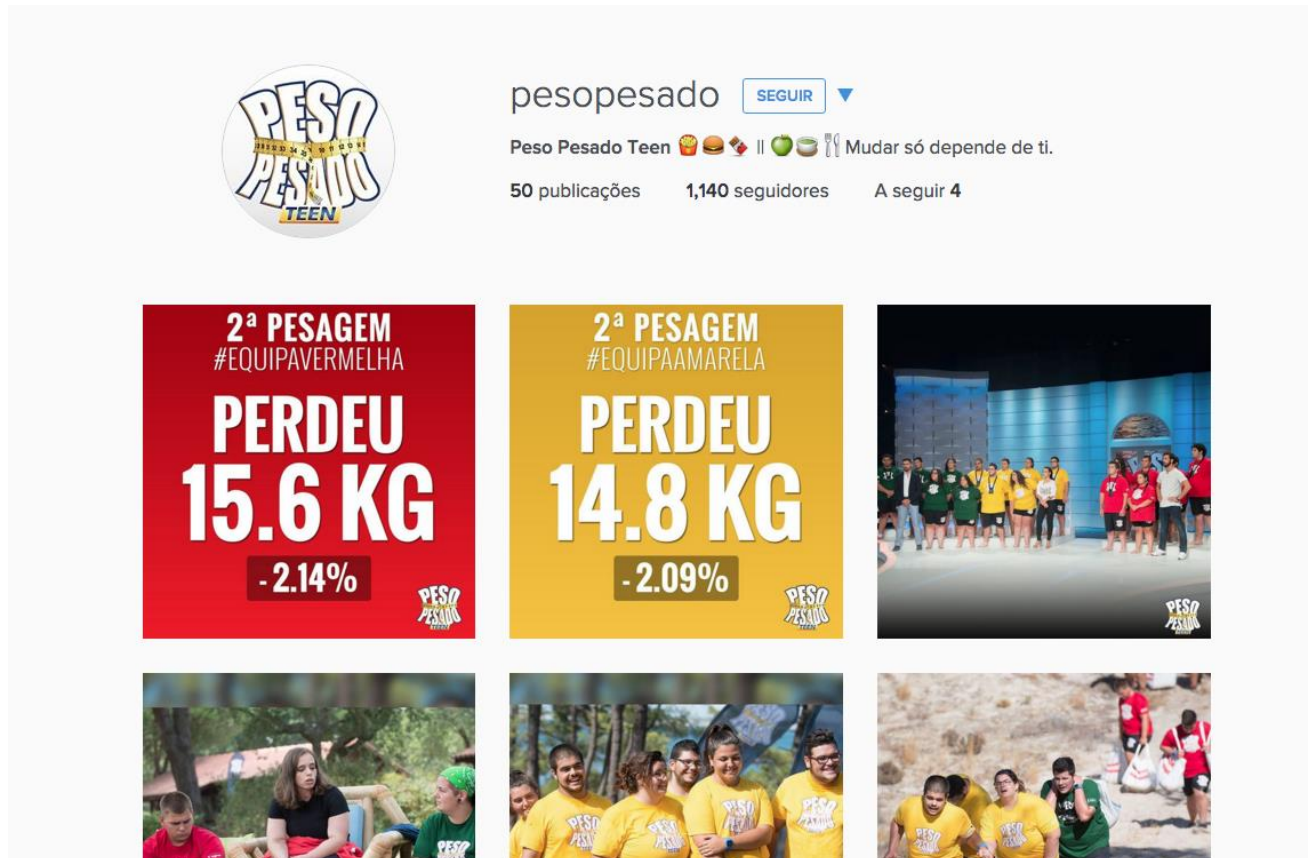 PESO
PESADO
TEEN
pesopesado SEGUIR
Peso Pesado Teen 🍟🍔🍫 || 🍏🍵🍴 Mudar só depende de ti.
50 publicações 1,140 seguidores A seguir 4
2ª PESAGEM
#EQUIPAVERMELHA
PERDEU
15.6 KG
- 2.14%
PESO
PESADO
2ª PESAGEM
#EQUIPAAMARELA
PERDEU
14.8 KG
- 2.09%
PESO
PESADO
PESO
PESADO